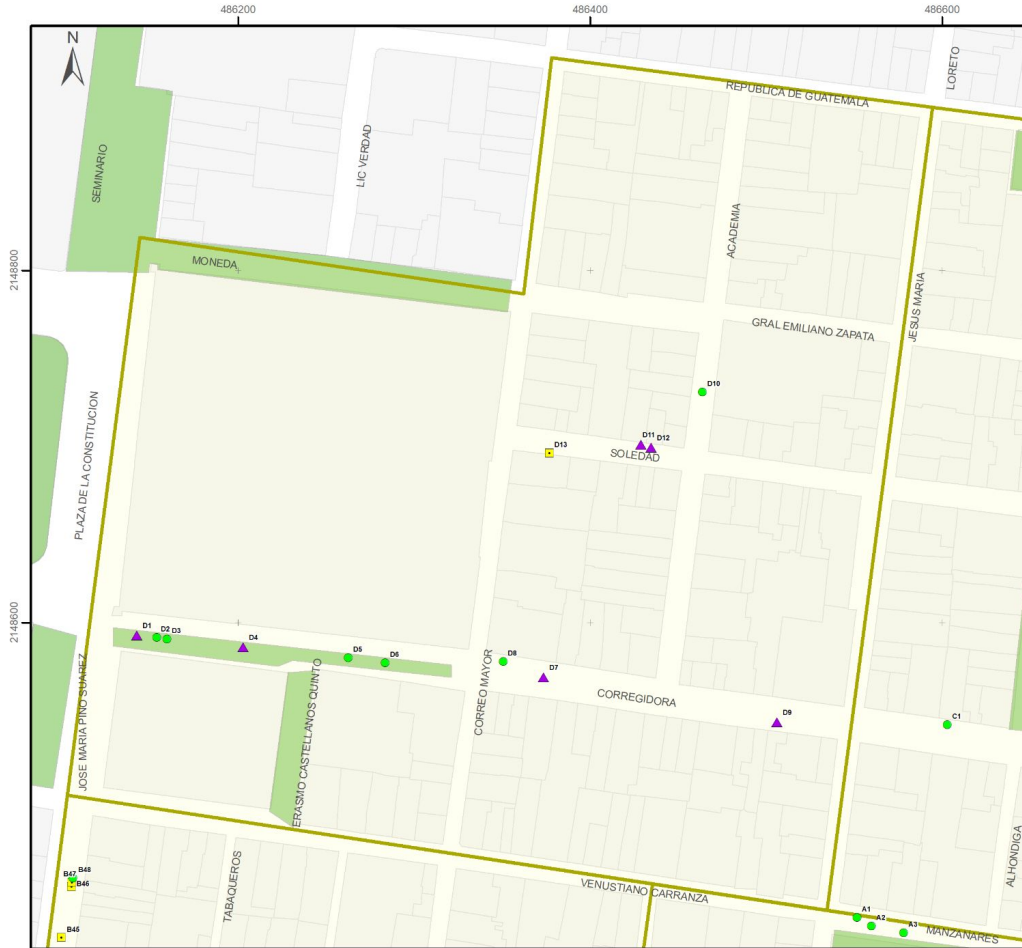 486200
486400
486600
N
LORETO
REPUBLICA DE GUATEMALA
LIC VERDAD
SEMINARIO
ACADEMIA
MONEDA
2148800
JESUS MARIA
GRAL EMILIANO ZAPATA
D10
PLAZA DE LA CONSTITUCION
D13
D11
D12
SOLEDAD
2148600
D1
D2
D3
D4
D5
D6
D8
D7
CORREO MAYOR
CORREGIDORA
D9
C1
JOSE MARIA PINO SUAREZ
ERASMO CASTELLANOS QUINTO
B47
B48
B46
TABAQUEROS
VENUSTIANO CARRANZA
ALHONDIGA
A1
A2
A3
MANZANARES
B45